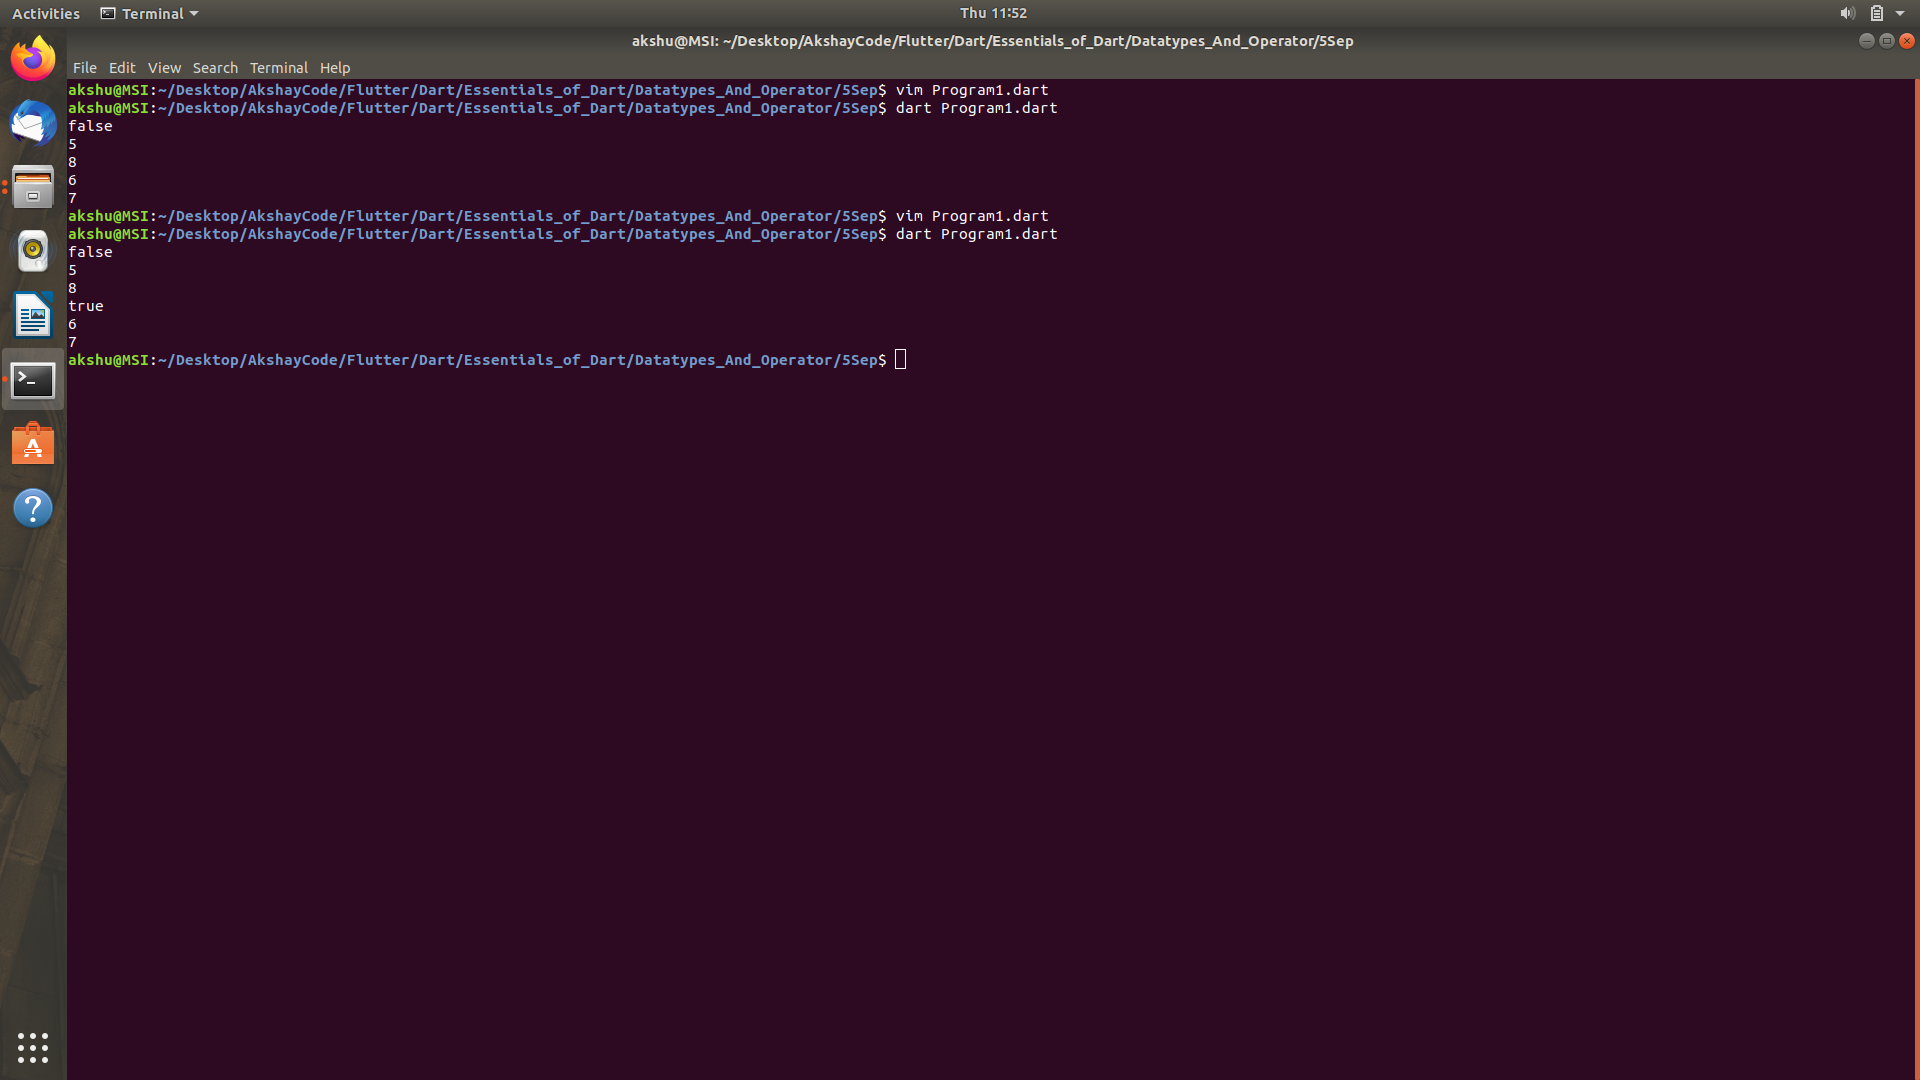 Activities Terminal Thu 11:52
akshu@MSI: ~/Desktop/AkshayCode/Flutter/Dart/Essentials_of_Dart/Datatypes_And_Operator/5Sep
File Edit View Search Terminal Help
akshu@MSI:~/Desktop/AkshayCode/Flutter/Dart/Essentials_of_Dart/Datatypes_And_Operator/5Sep$ vim Program1.dart
akshu@MSI:~/Desktop/AkshayCode/Flutter/Dart/Essentials_of_Dart/Datatypes_And_Operator/5Sep$ dart Program1.dart
false
5
8
6
7
akshu@MSI:~/Desktop/AkshayCode/Flutter/Dart/Essentials_of_Dart/Datatypes_And_Operator/5Sep$ vim Program1.dart
akshu@MSI:~/Desktop/AkshayCode/Flutter/Dart/Essentials_of_Dart/Datatypes_And_Operator/5Sep$ dart Program1.dart
false
5
8
true
6
7
akshu@MSI:~/Desktop/AkshayCode/Flutter/Dart/Essentials_of_Dart/Datatypes_And_Operator/5Sep$